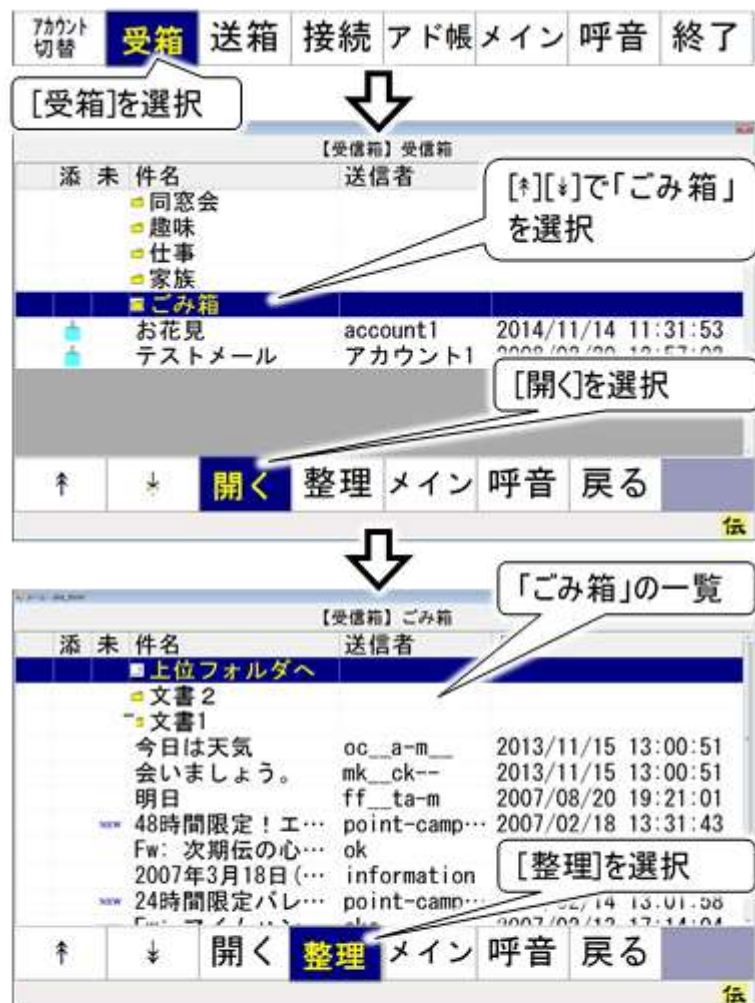 アカウント
切替 受箱 送箱 接続 アド帳 メイン 呼音 終了
[受箱]を選択
【受信箱】受信箱
添 未 件名 送信者
[↟][↡]で「ごみ箱」
を選択
同窓会
趣味
仕事
家族
ごみ箱
お花見 account1 2014/11/14 11:31:53
テストメール アカウント1
[開く]を選択
↟ ↡ 開く 整理 メイン 呼音 戻る
伝
「ごみ箱」の一覧
【受信箱】ごみ箱
添 未 件名 送信者
上位フォルダへ
文書2
文書1
今日は天気 oc__a-m__ 2013/11/15 13:00:51
会いましょう。 mk__ck-- 2013/11/15 13:00:51
明日 ff__ta-m 2007/08/20 19:21:01
NEW 48時間限定!エ… point-camp… 2007/02/18 13:31:43
Fw: 次期伝の心… ok
2007年3月18日(… information
[整理]を選択
NEW 24時間限定バレ… point-camp… 02/14 13:01:58
↟ ↡ 開く 整理 メイン 呼音 戻る
伝